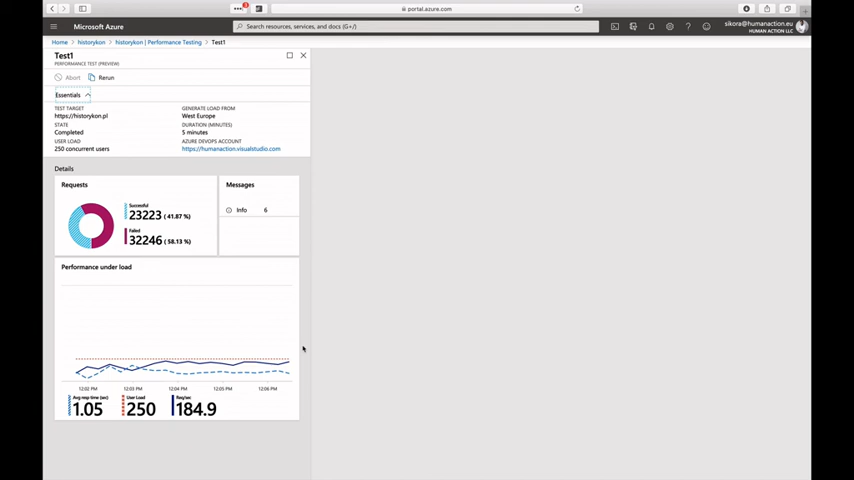 portal.azure.com
Microsoft Azure
Search resources, services, and docs (G+/)
sikora@humanaction.eu
HUMAN ACTION LLC
Home > historykon > historykon | Performance Testing > Test1
Test1
PERFORMANCE TEST (PREVIEW)
Abort Rerun
Essentials
TEST TARGET
https://historykon.pl
STATE
Completed
USER LOAD
250 concurrent users
GENERATE LOAD FROM
West Europe
DURATION (MINUTES)
5 minutes
AZURE DEVOPS ACCOUNT
https://humanaction.visualstudio.com
Details
Requests
Successful
23223 ( 41.87 %)
Failed
32246 ( 58.13 %)
Messages
Info 6
Performance under load
12:02 PM 12:03 PM 12:04 PM 12:05 PM 12:06 PM
Avg resp time (sec)
1.05
User Load
250
Req/sec
184.9